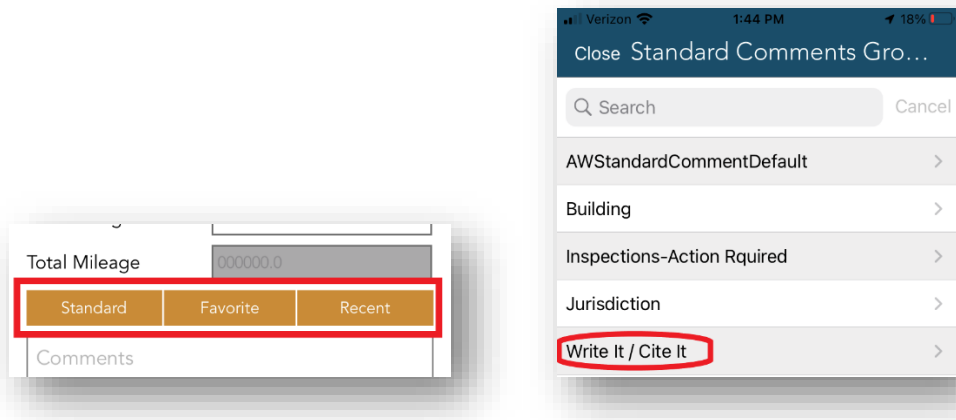 Total Mileage 000000.0
Standard Favorite Recent
Comments
Verizon 1:44 PM 18%
Close Standard Comments Gro...
Search Cancel
AWStandardCommentDefault
Building
Inspections-Action Rquired
Jurisdiction
Write It / Cite It